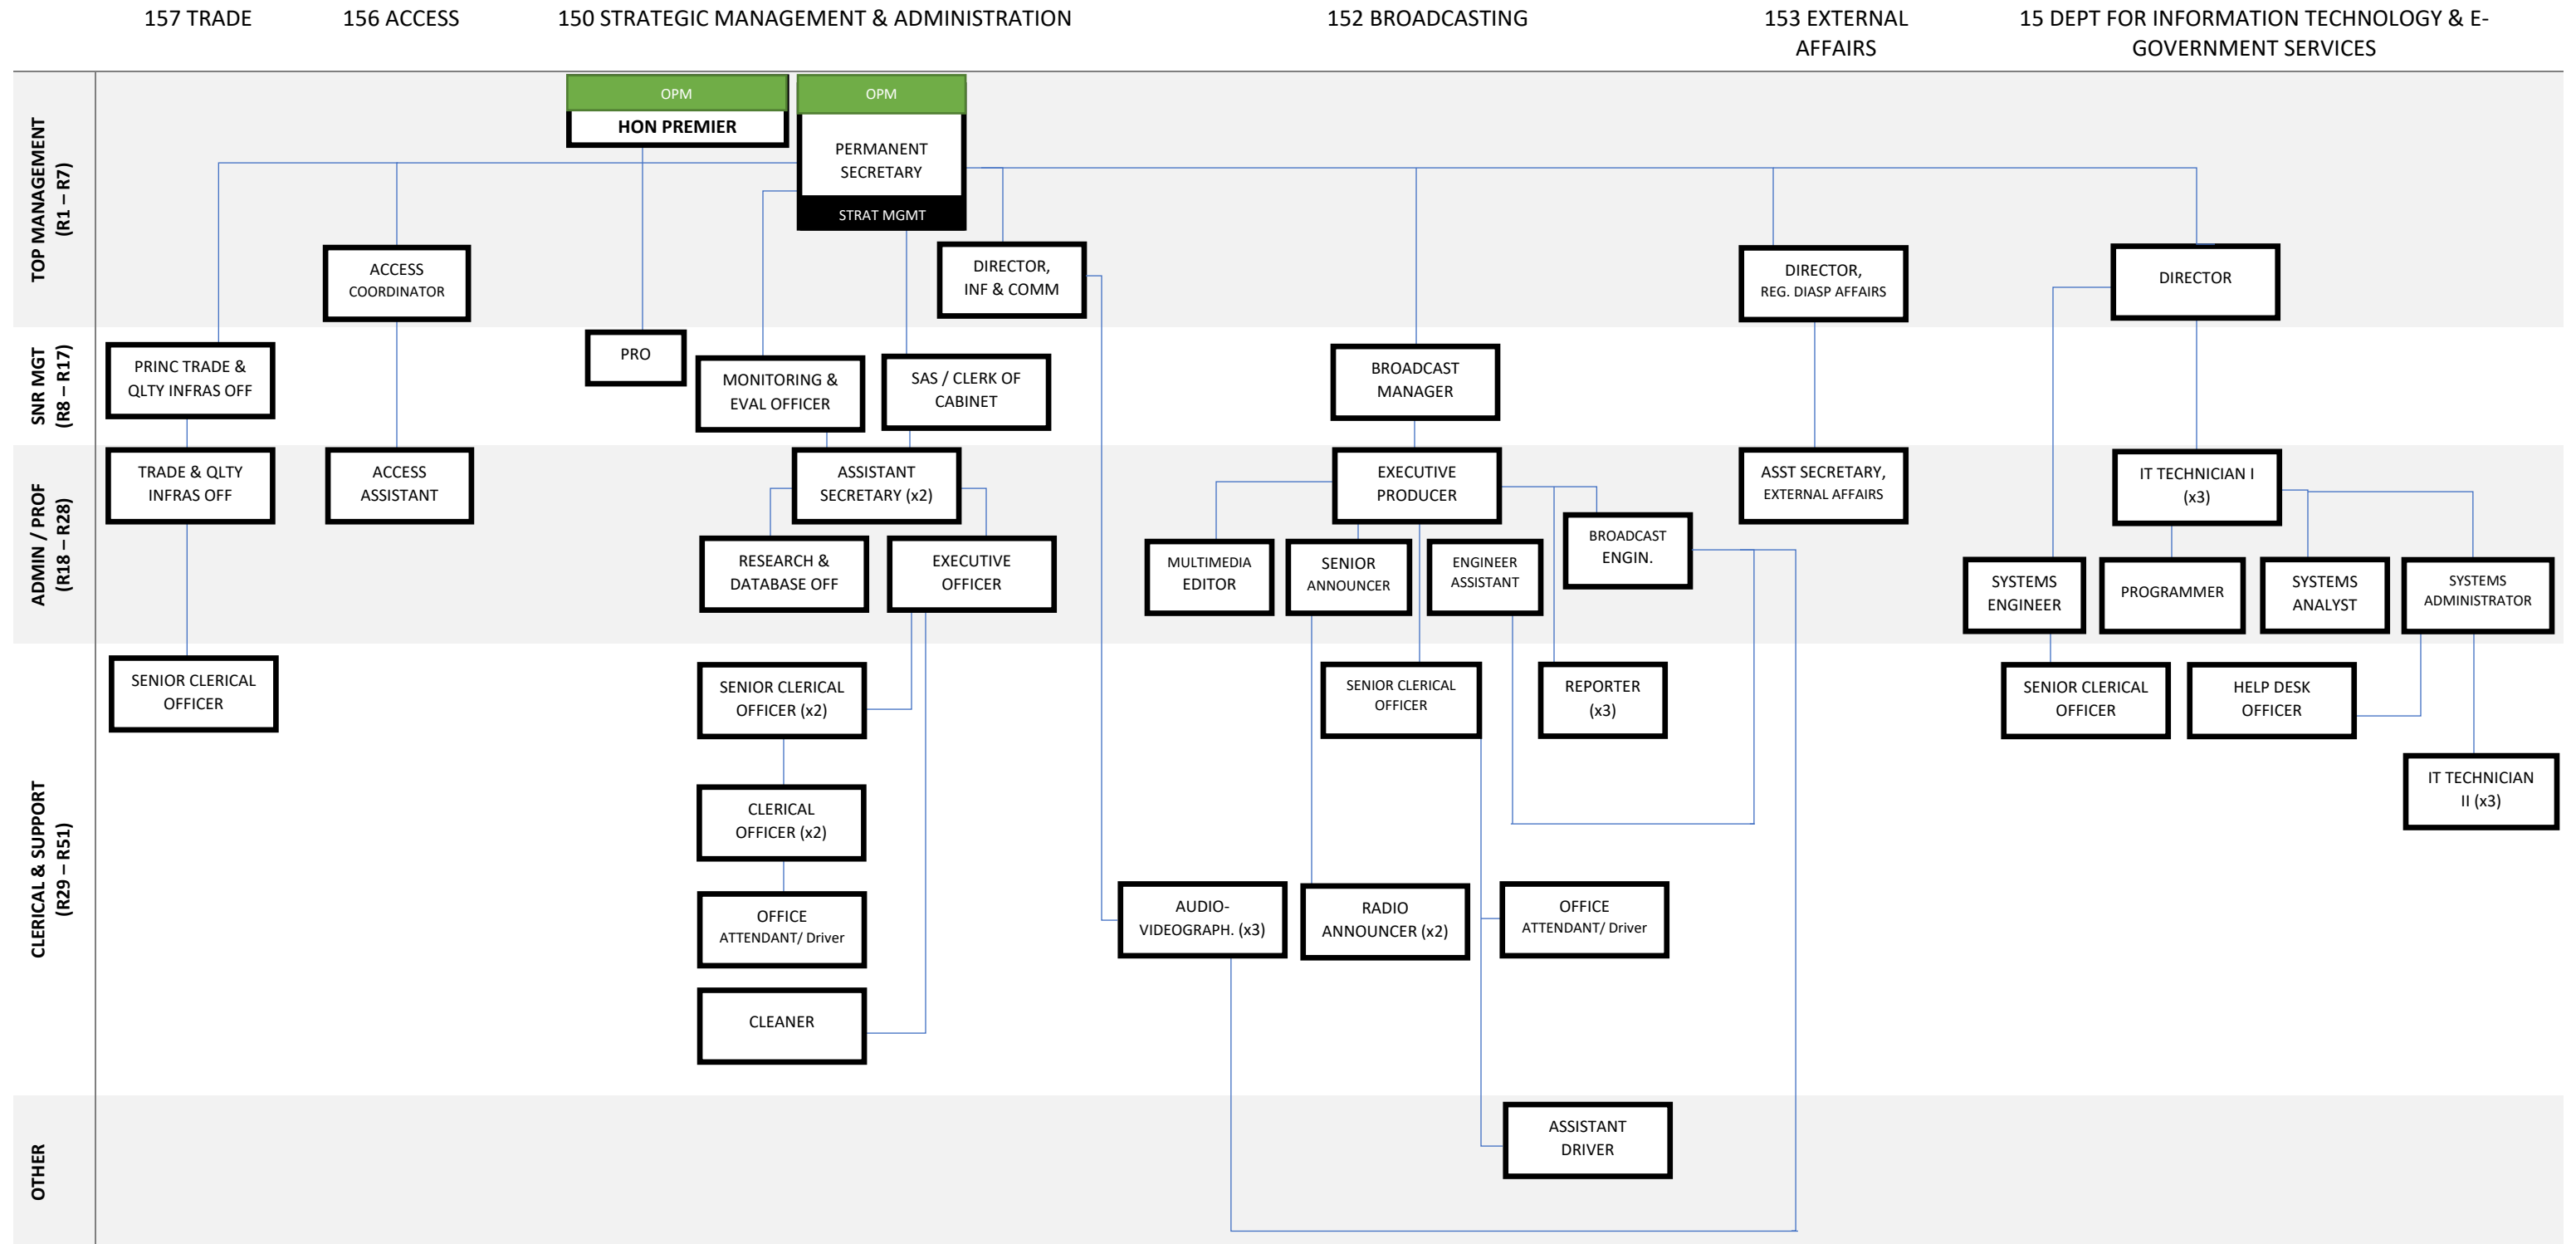 157 TRADE
156 ACCESS
150 STRATEGIC MANAGEMENT & ADMINISTRATION
152 BROADCASTING
153 EXTERNAL
AFFAIRS
15 DEPT FOR INFORMATION TECHNOLOGY & E-
GOVERNMENT SERVICES
TOP MANAGEMENT
(R1 – R7)
OPM
HON PREMIER
OPM
PERMANENT
SECRETARY
STRAT MGMT
ACCESS
COORDINATOR
DIRECTOR,
INF & COMM
DIRECTOR,
REG. DIASP AFFAIRS
DIRECTOR
SNR MGT
(R8 – R17)
PRINC TRADE &
QLTY INFRAS OFF
PRO
MONITORING &
EVAL OFFICER
SAS / CLERK OF
CABINET
BROADCAST
MANAGER
ADMIN / PROF
(R18 – R28)
TRADE & QLTY
INFRAS OFF
ACCESS
ASSISTANT
ASSISTANT
SECRETARY (x2)
EXECUTIVE
PRODUCER
ASST SECRETARY,
EXTERNAL AFFAIRS
IT TECHNICIAN I
(x3)
RESEARCH &
DATABASE OFF
EXECUTIVE
OFFICER
MULTIMEDIA
EDITOR
SENIOR
ANNOUNCER
ENGINEER
ASSISTANT
BROADCAST
ENGIN.
SYSTEMS
ENGINEER
PROGRAMMER
SYSTEMS
ANALYST
SYSTEMS
ADMINISTRATOR
CLERICAL & SUPPORT
(R29 – R51)
SENIOR CLERICAL
OFFICER
SENIOR CLERICAL
OFFICER (x2)
SENIOR CLERICAL
OFFICER
REPORTER
(x3)
SENIOR CLERICAL
OFFICER
HELP DESK
OFFICER
IT TECHNICIAN
II (x3)
CLERICAL
OFFICER (x2)
OFFICE
ATTENDANT/ Driver
AUDIO-
VIDEOGRAPH. (x3)
RADIO
ANNOUNCER (x2)
OFFICE
ATTENDANT/ Driver
CLEANER
OTHER
ASSISTANT
DRIVER